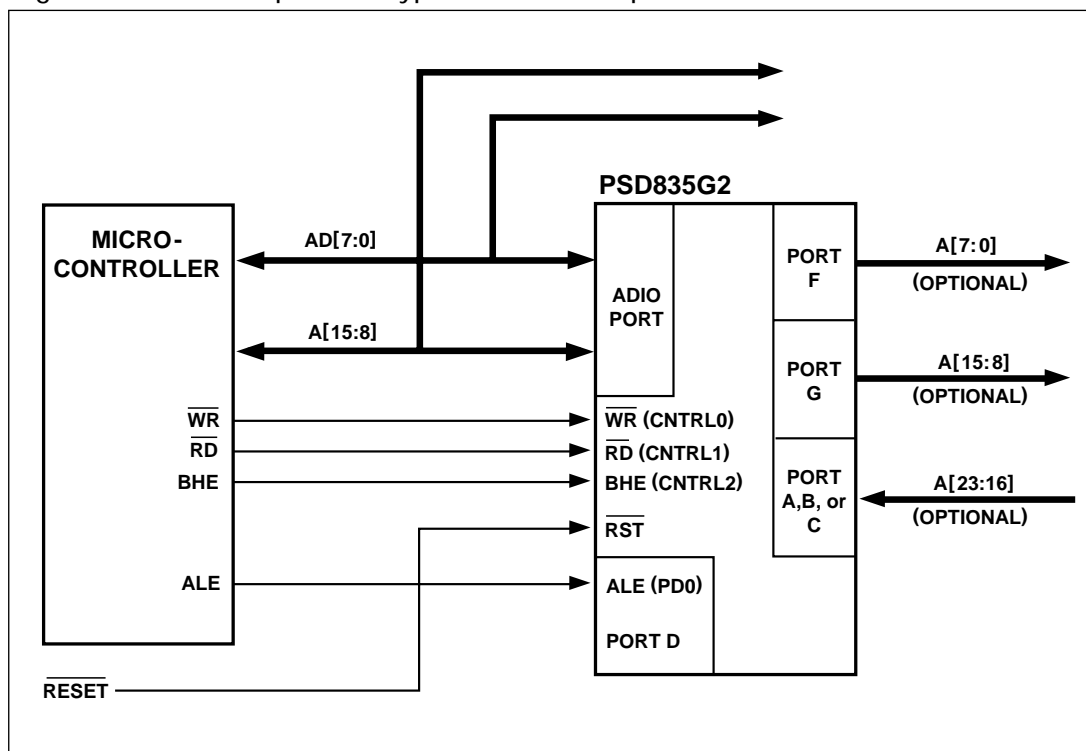 PSD835G2
MICRO-
CONTROLLER
AD[7:0]
A[15:8]
WR
RD
BHE
ALE
RESET
ADIO
PORT
WR (CNTRL0)
RD (CNTRL1)
BHE (CNTRL2)
RST
ALE (PD0)
PORT D
PORT
F
PORT
G
PORT
A,B, or
C
A[7:0]
(OPTIONAL)
A[15:8]
(OPTIONAL)
A[23:16]
(OPTIONAL)